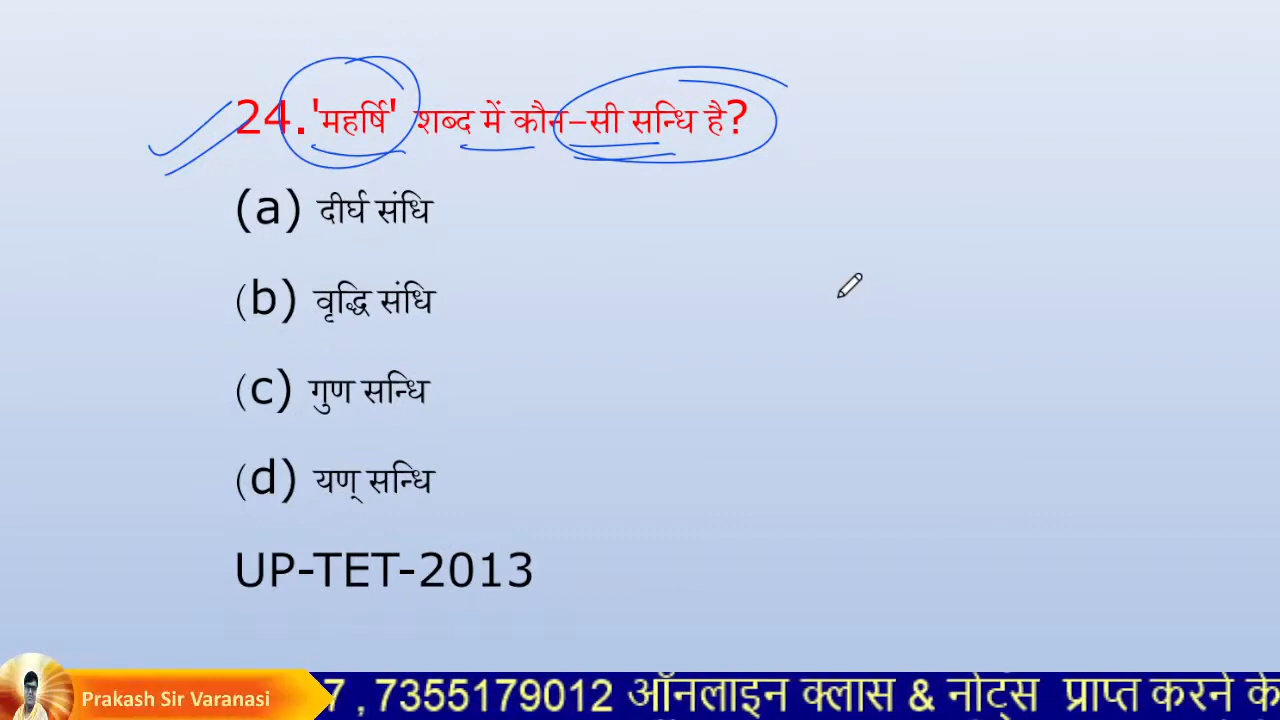 24.'महर्षि' शब्द में कौन–सी सन्धि है?
(a) दीर्घ संधि
(b) वृद्धि संधि
(c) गुण सन्धि
(d) यण् सन्धि
UP-TET-2013
Prakash Sir Varanasi
7 , 7355179012 ऑनलाइन क्लास & नोट्स प्राप्त करने के